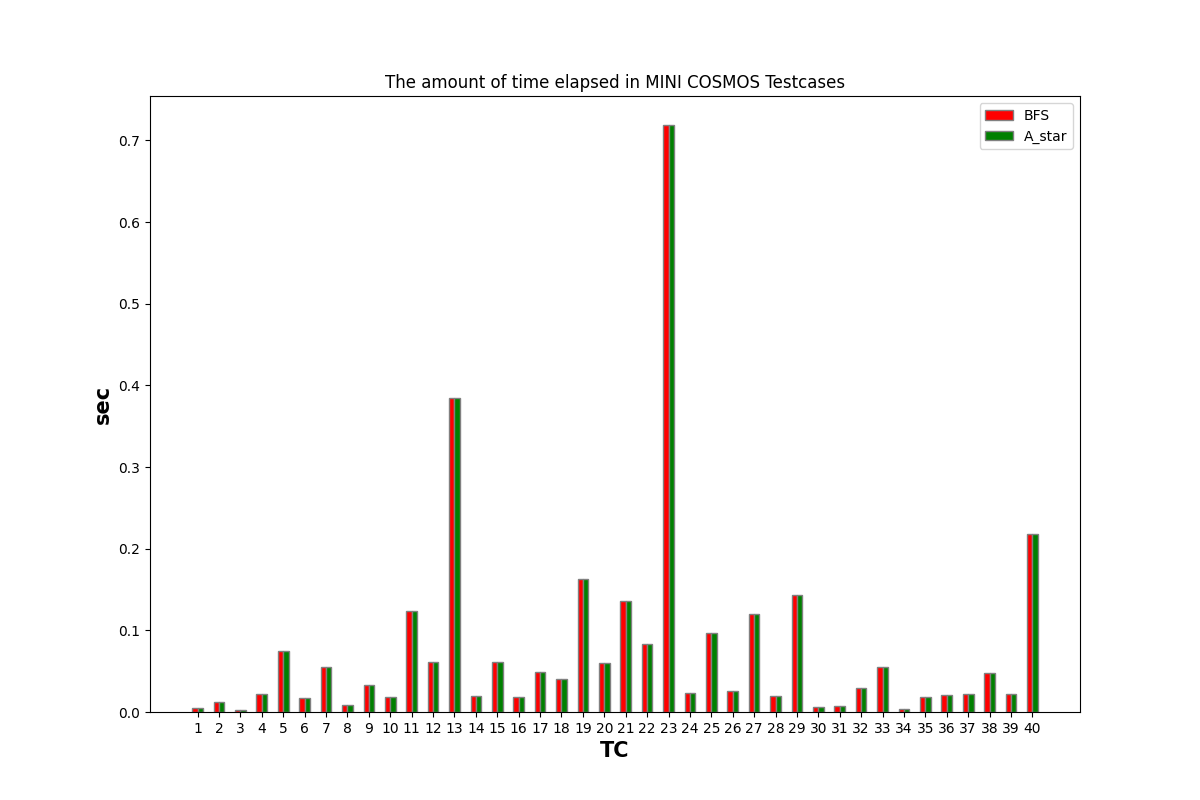 The amount of time elapsed in MINI COSMOS Testcases
BFS
A_star
0.7
0.6
0.5
0.4
0.3
0.2
0.1
0.0
sec
1 2 3 4 5 6 7 8 9 10 11 12 13 14 15 16 17 18 19 20 21 22 23 24 25 26 27 28 29 30 31 32 33 34 35 36 37 38 39 40
TC